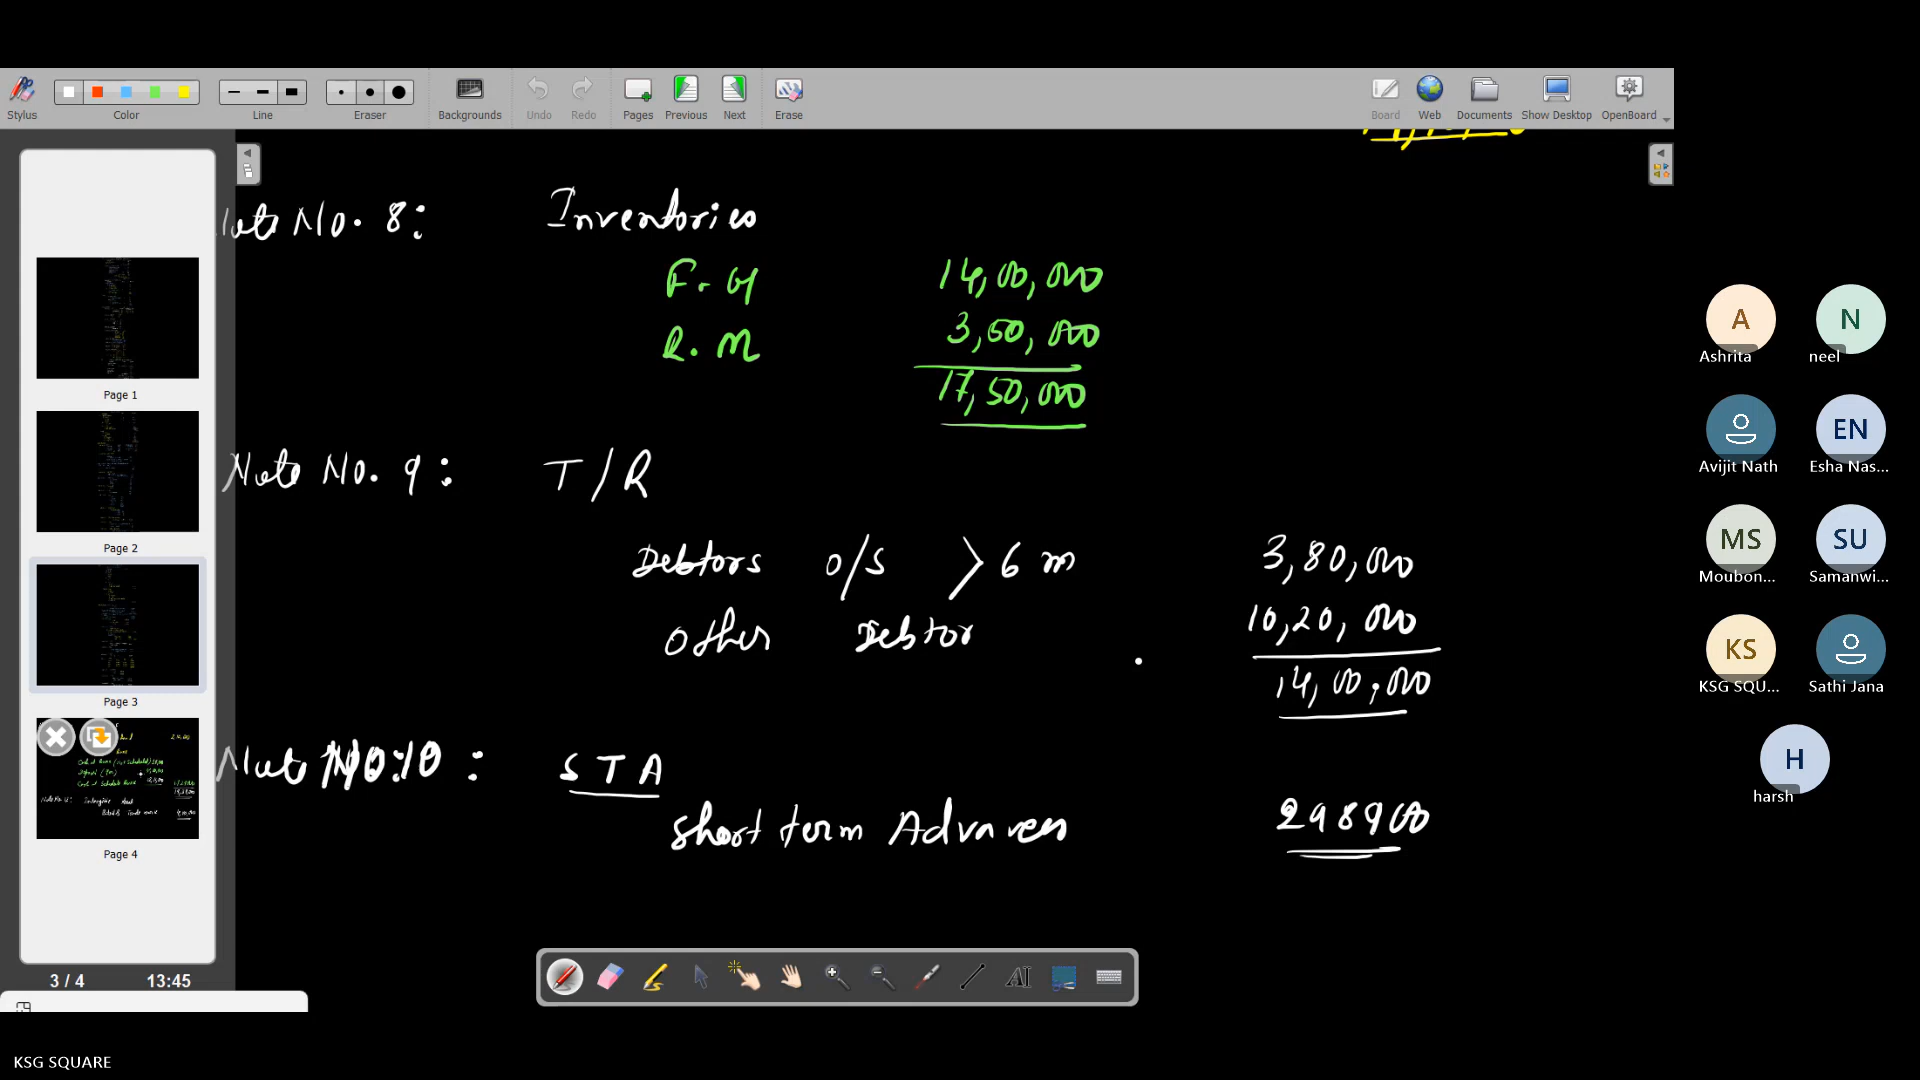 Stylus
Color
Line
Eraser
Backgrounds
Undo
Redo
Pages
Previous
Next
Erase
Board
Web
Documents
Show Desktop
OpenBoard
Note No. 8: Inventories
F. G 14,00,000
R. M 3,50,000
17,50,000
Note No. 9: T/R
Debtors o/s > 6 m 3,80,000
Other Debtor 10,20,000
14,00,000
Note No. 10: STA
Short term Advances 298900
Page 1
Page 2
Page 3
Page 4
3 / 4
13:45
A
Ashrita
N
neel
Avijit Nath
EN
Esha Nas...
MS
Moubon...
SU
Samanwi...
KS
KSG SQU...
Sathi Jana
H
harsh
KSG SQUARE